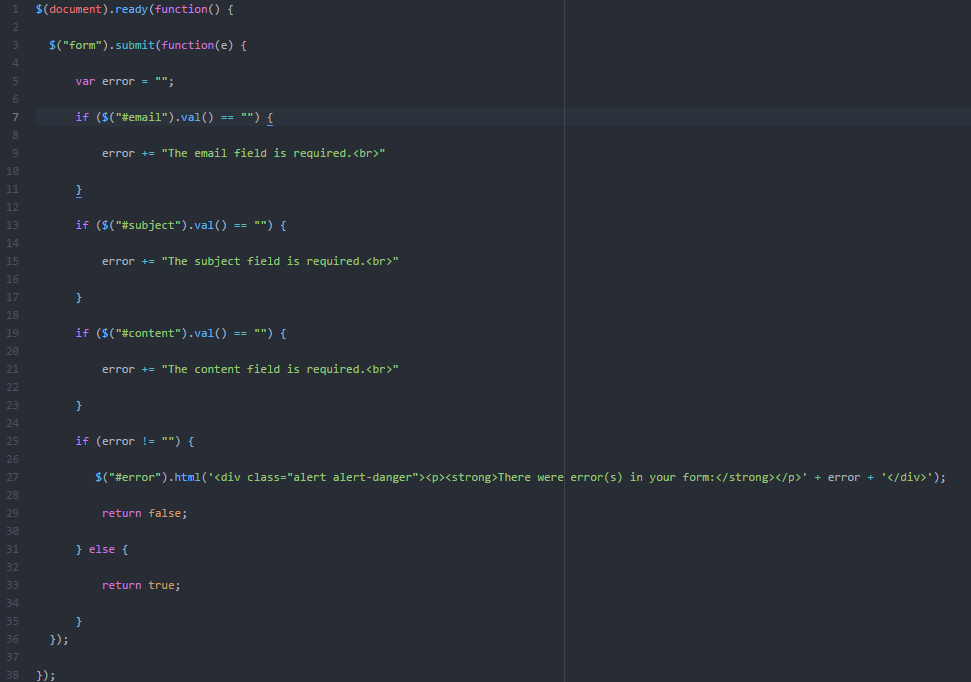 1 $(document).ready(function() {
2
3 $("form").submit(function(e) {
4
5 var error = "";
6
7 if ($("#email").val() == "") {
8
9 error += "The email field is required.<br>"
10
11 }
12
13 if ($("#subject").val() == "") {
14
15 error += "The subject field is required.<br>"
16
17 }
18
19 if ($("#content").val() == "") {
20
21 error += "The content field is required.<br>"
22
23 }
24
25 if (error != "") {
26
27 $("#error").html('<div class="alert alert-danger"><p><strong>There were error(s) in your form:</strong></p>' + error + '</div>');
28
29 return false;
30
31 } else {
32
33 return true;
34
35 }
36 });
37
38 });